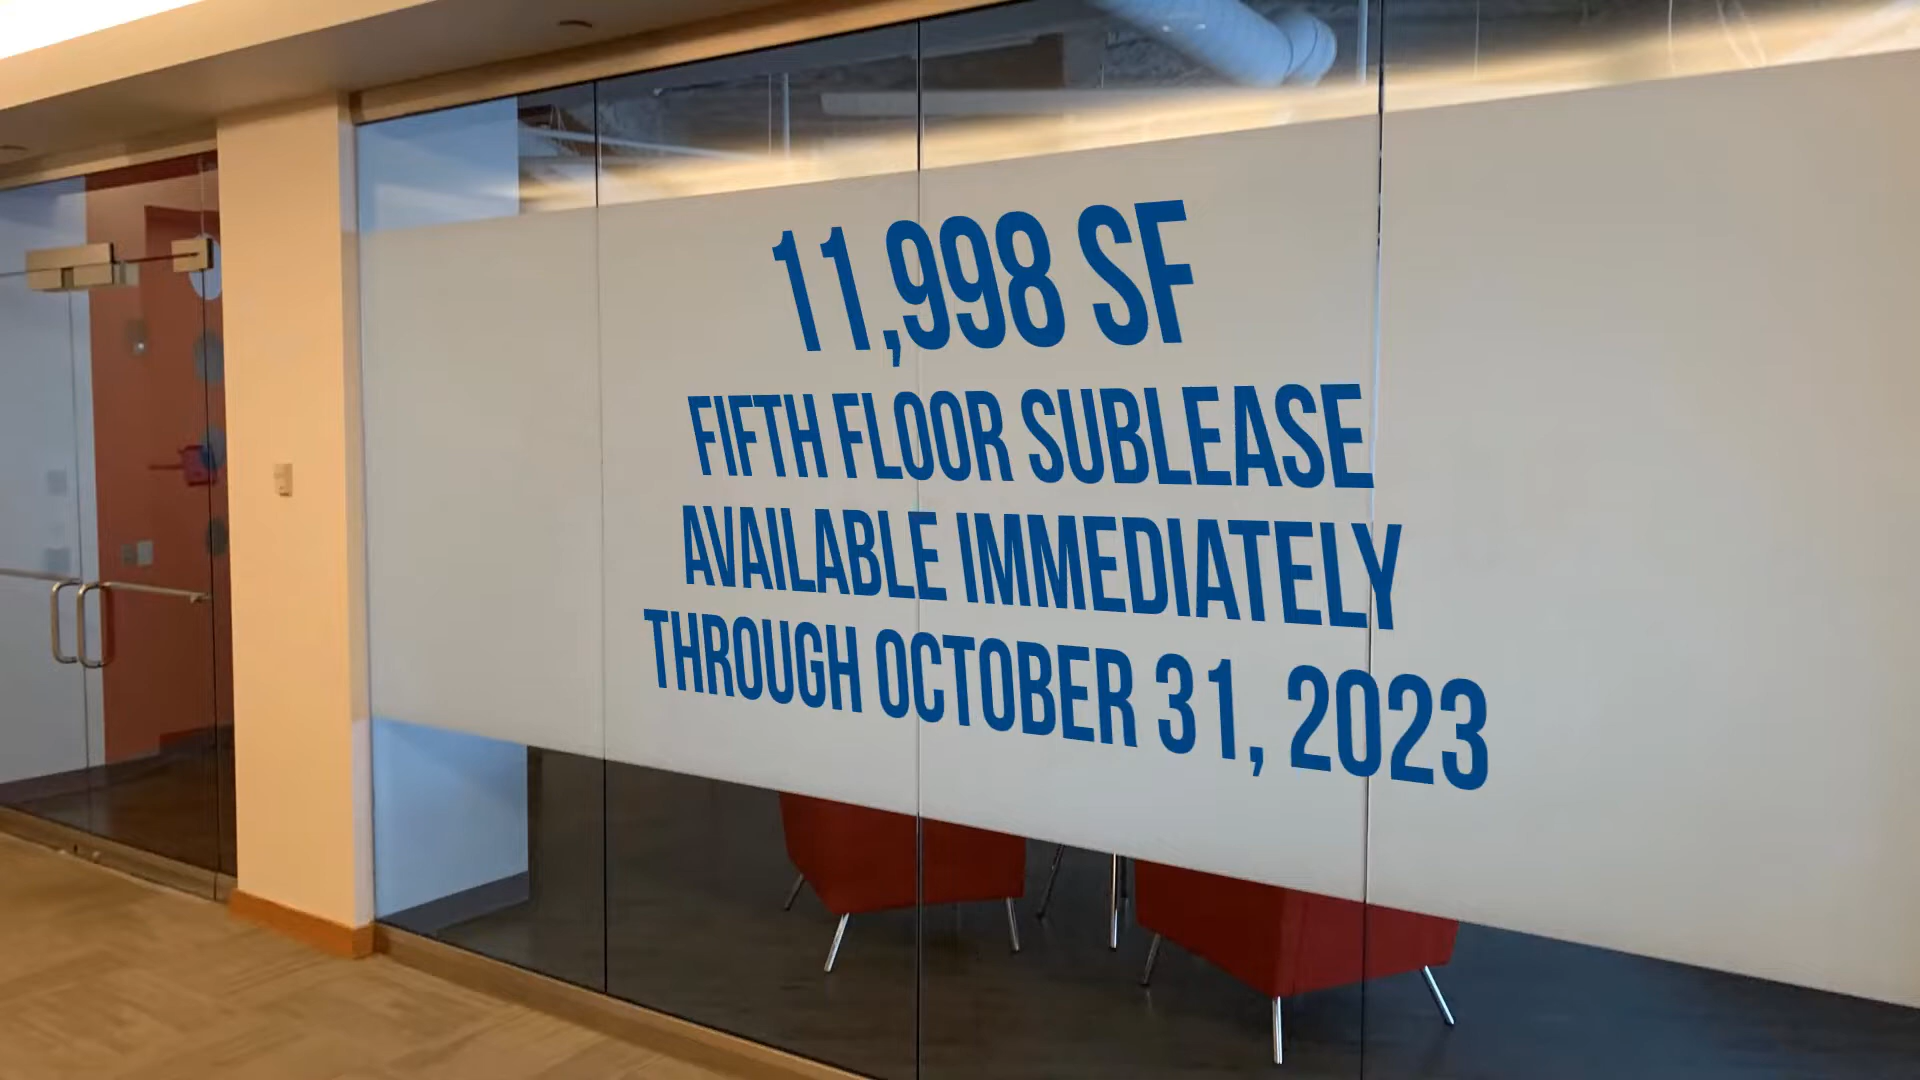 11,998 SF
FIFTH FLOOR SUBLEASE
AVAILABLE IMMEDIATELY
THROUGH OCTOBER 31, 2023